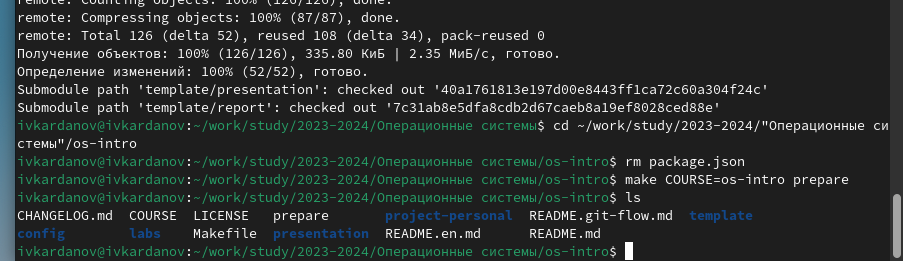 remote: Counting objects: 100% (126/126), done.
remote: Compressing objects: 100% (87/87), done.
remote: Total 126 (delta 52), reused 108 (delta 34), pack-reused 0
Получение объектов: 100% (126/126), 335.80 КиБ | 2.35 МиБ/с, готово.
Определение изменений: 100% (52/52), готово.
Submodule path 'template/presentation': checked out '40a1761813e197d00e8443ff1ca72c60a304f24c'
Submodule path 'template/report': checked out '7c31ab8e5dfa8cdb2d67caeb8a19ef8028ced88e'
ivkardanov@ivkardanov:~/work/study/2023-2024/Операционные системы$ cd ~/work/study/2023-2024/"Операционные си
стемы"/os-intro
ivkardanov@ivkardanov:~/work/study/2023-2024/Операционные системы/os-intro$ rm package.json
ivkardanov@ivkardanov:~/work/study/2023-2024/Операционные системы/os-intro$ make COURSE=os-intro prepare
ivkardanov@ivkardanov:~/work/study/2023-2024/Операционные системы/os-intro$ ls
CHANGELOG.md COURSE LICENSE prepare project-personal README.git-flow.md template
config labs Makefile presentation README.en.md README.md
ivkardanov@ivkardanov:~/work/study/2023-2024/Операционные системы/os-intro$